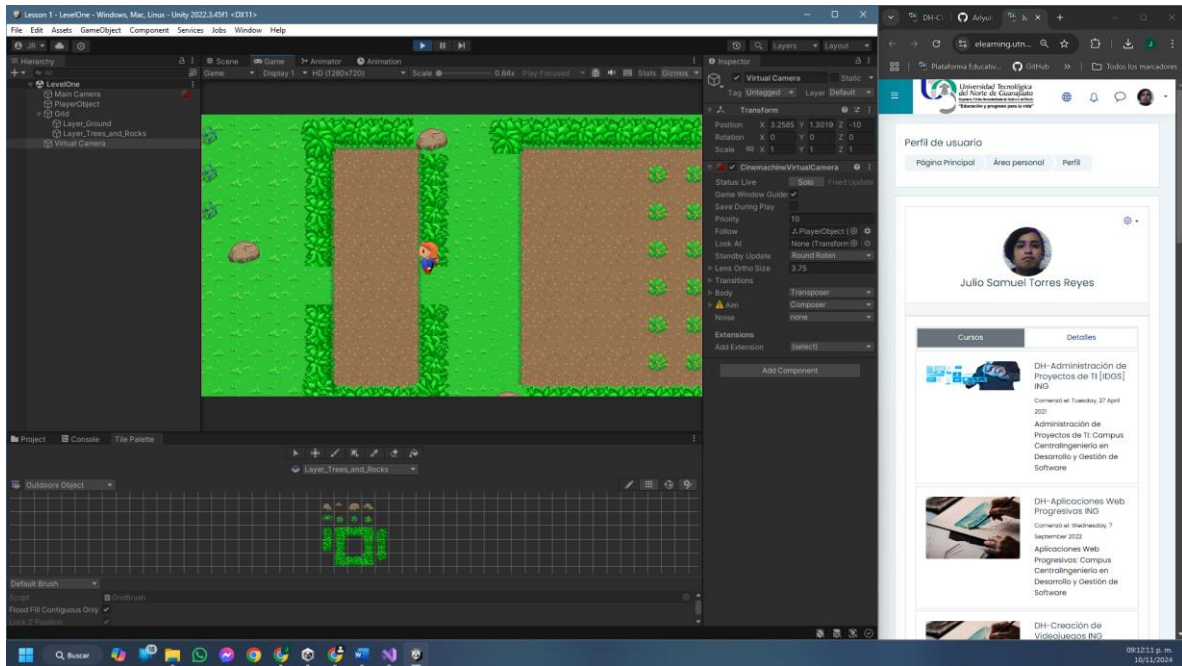 Lesson 1 - LevelOne - Windows, Mac, Linux - Unity 2022.3.45f1 <DX11>
File Edit Assets GameObject Component Services Jobs Window Help
JR
Layers Layout
Hierarchy
All
LevelOne
Main Camera
PlayerObject
Grid
Layer_Ground
Layer_Trees_and_Rocks
Virtual Camera
Scene Game Animator Animation
Game Display 1 HD (1280x720) Scale 0.64x Play Focused Stats Gizmos
Inspector
Virtual Camera Static
Tag Untagged Layer Default
Transform
Position X 3.2585 Y 1.3019 Z -10
Rotation X 0 Y 0 Z 0
Scale X 1 Y 1 Z 1
CinemachineVirtualCamera
Status: Live Solo Fixed Update
Game Window Guides
Save During Play
Priority 10
Follow PlayerObject (
Look At None (Transform
Standby Update Round Robin
Lens Ortho Size 3.75
Transitions
Body Transposer
Aim Composer
Noise none
Extensions
Add Extension (select)
Add Component
Project Console Tile Palette
Layer_Trees_and_Rocks
Outdoors Object
Default Brush
Script GridBrush
Flood Fill Contiguous Only
Lock Z Position
DH-C Arlyui Ju
elearning.utn...
Plataforma Educativ... GitHub Todos los marcadores
Universidad Tecnológica
del Norte de Guanajuato
"Educación y progreso para la vida"
Perfil de usuario
Página Principal Área personal Perfil
Julio Samuel Torres Reyes
Cursos Detalles
DH-Administración de
Proyectos de TI [IDGS]
ING
Comenzó el: Tuesday, 27 April
2021
Administración de
Proyectos de TI: Campus
CentralIngeniería en
Desarrollo y Gestión de
Software
DH-Aplicaciones Web
Progresivas ING
Comenzó el: Wednesday, 7
September 2022
Aplicaciones Web
Progresivas: Campus
CentralIngeniería en
Desarrollo y Gestión de
Software
DH-Creación de
Videojuegos ING
Buscar
09:12:11 p. m.
10/11/2024